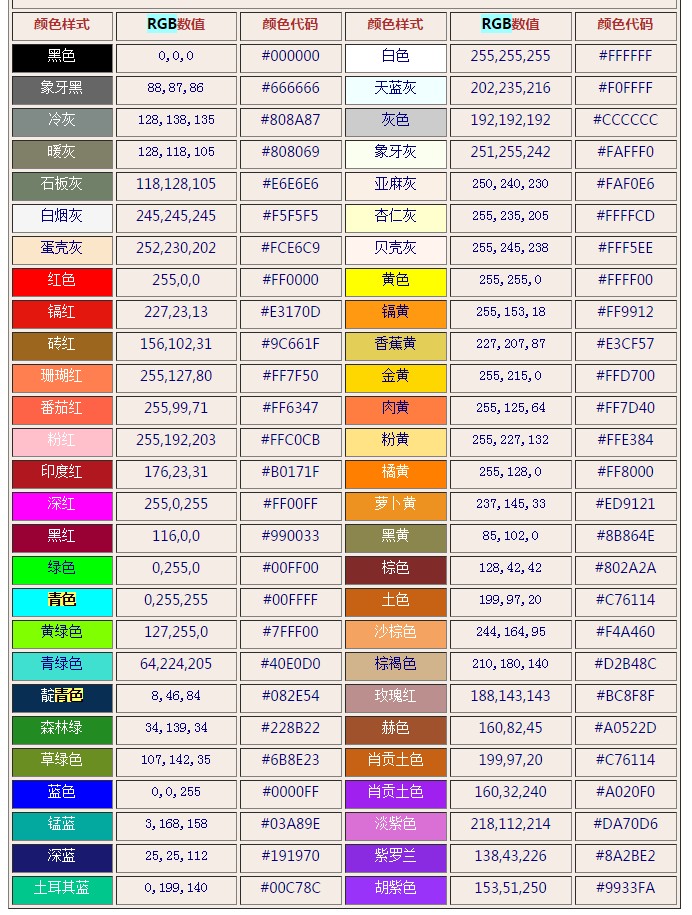 颜色样式 RGB数值 颜色代码 颜色样式 RGB数值 颜色代码
黑色 0,0,0 #000000 白色 255,255,255 #FFFFFF
象牙黑 88,87,86 #666666 天蓝灰 202,235,216 #F0FFFF
冷灰 128,138,135 #808A87 灰色 192,192,192 #CCCCCC
暖灰 128,118,105 #808069 象牙灰 251,255,242 #FAFFF0
石板灰 118,128,105 #E6E6E6 亚麻灰 250,240,230 #FAF0E6
白烟灰 245,245,245 #F5F5F5 杏仁灰 255,235,205 #FFFFCD
蛋壳灰 252,230,202 #FCE6C9 贝壳灰 255,245,238 #FFF5EE
红色 255,0,0 #FF0000 黄色 255,255,0 #FFFF00
镉红 227,23,13 #E3170D 镉黄 255,153,18 #FF9912
砖红 156,102,31 #9C661F 香蕉黄 227,207,87 #E3CF57
珊瑚红 255,127,80 #FF7F50 金黄 255,215,0 #FFD700
番茄红 255,99,71 #FF6347 肉黄 255,125,64 #FF7D40
粉红 255,192,203 #FFC0CB 粉黄 255,227,132 #FFE384
印度红 176,23,31 #B0171F 橘黄 255,128,0 #FF8000
深红 255,0,255 #FF00FF 萝卜黄 237,145,33 #ED9121
黑红 116,0,0 #990033 黑黄 85,102,0 #8B864E
绿色 0,255,0 #00FF00 棕色 128,42,42 #802A2A
青色 0,255,255 #00FFFF 土色 199,97,20 #C76114
黄绿色 127,255,0 #7FFF00 沙棕色 244,164,95 #F4A460
青绿色 64,224,205 #40E0D0 棕褐色 210,180,140 #D2B48C
靛青色 8,46,84 #082E54 玫瑰红 188,143,143 #BC8F8F
森林绿 34,139,34 #228B22 赫色 160,82,45 #A0522D
草绿色 107,142,35 #6B8E23 肖贡土色 199,97,20 #C76114
蓝色 0,0,255 #0000FF 肖贡土色 160,32,240 #A020F0
锰蓝 3,168,158 #03A89E 淡紫色 218,112,214 #DA70D6
深蓝 25,25,112 #191970 紫罗兰 138,43,226 #8A2BE2
土耳其蓝 0,199,140 #00C78C 胡紫色 153,51,250 #9933FA